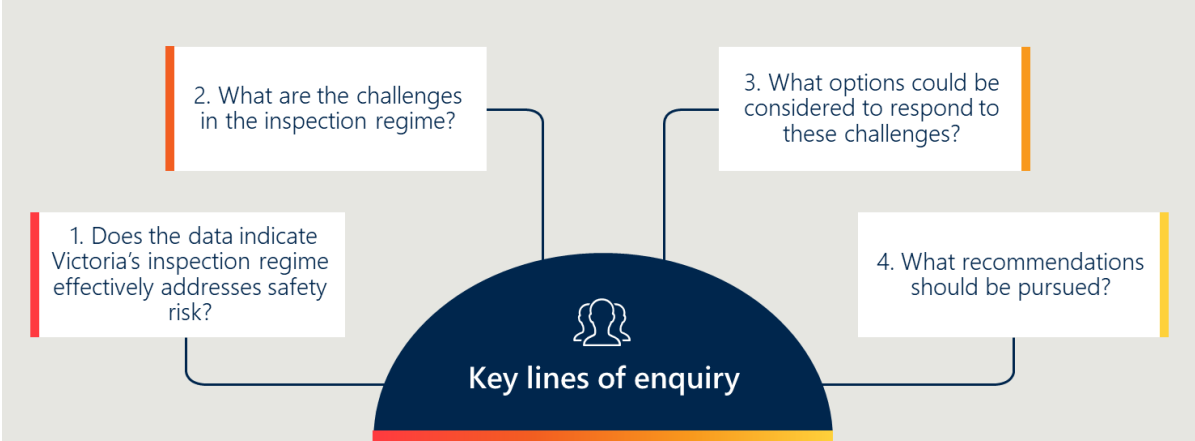 1. Does the data indicate
Victoria’s inspection regime
effectively addresses safety
risk?
2. What are the challenges
in the inspection regime?
3. What options could be
considered to respond to
these challenges?
4. What recommendations
should be pursued?
Key lines of enquiry